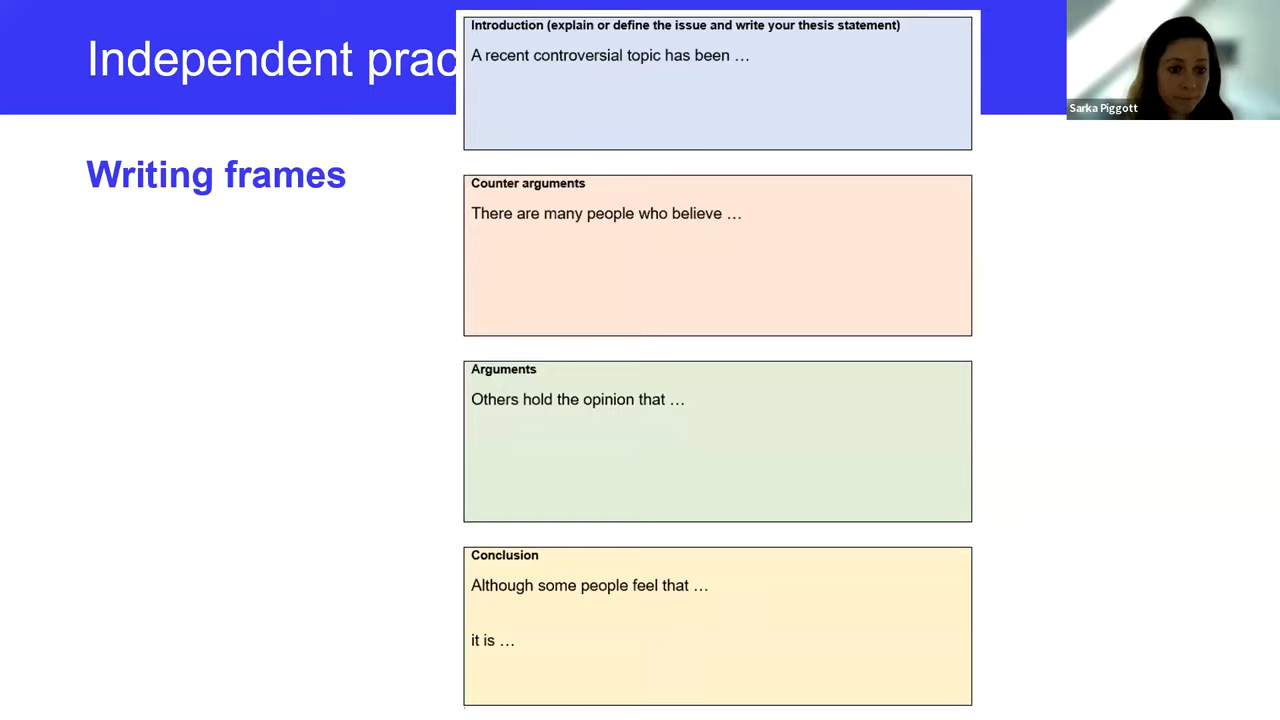 Independent prac
Writing frames
Introduction (explain or define the issue and write your thesis statement)
A recent controversial topic has been …
Counter arguments
There are many people who believe …
Arguments
Others hold the opinion that …
Conclusion
Although some people feel that …
it is …
Sarka Piggott